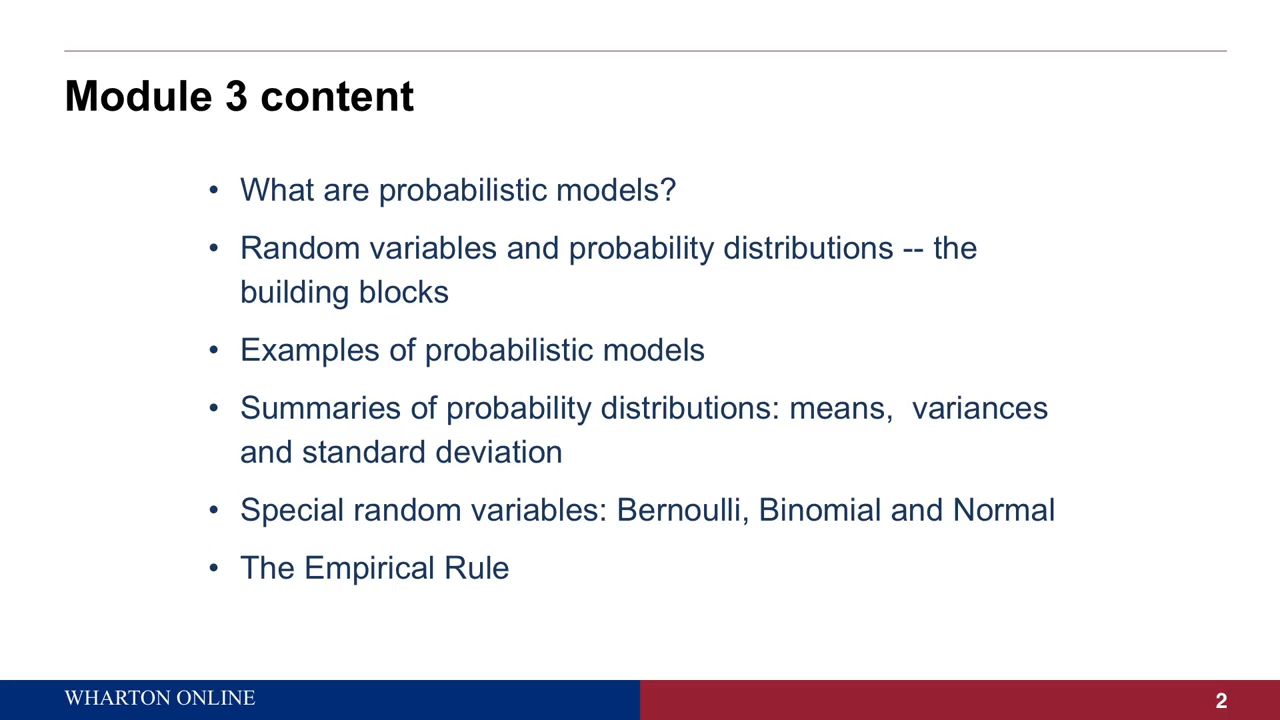 Module 3 content
• What are probabilistic models?
• Random variables and probability distributions -- the
building blocks
• Examples of probabilistic models
• Summaries of probability distributions: means,  variances
and standard deviation
• Special random variables: Bernoulli, Binomial and Normal
• The Empirical Rule
WHARTON ONLINE
2